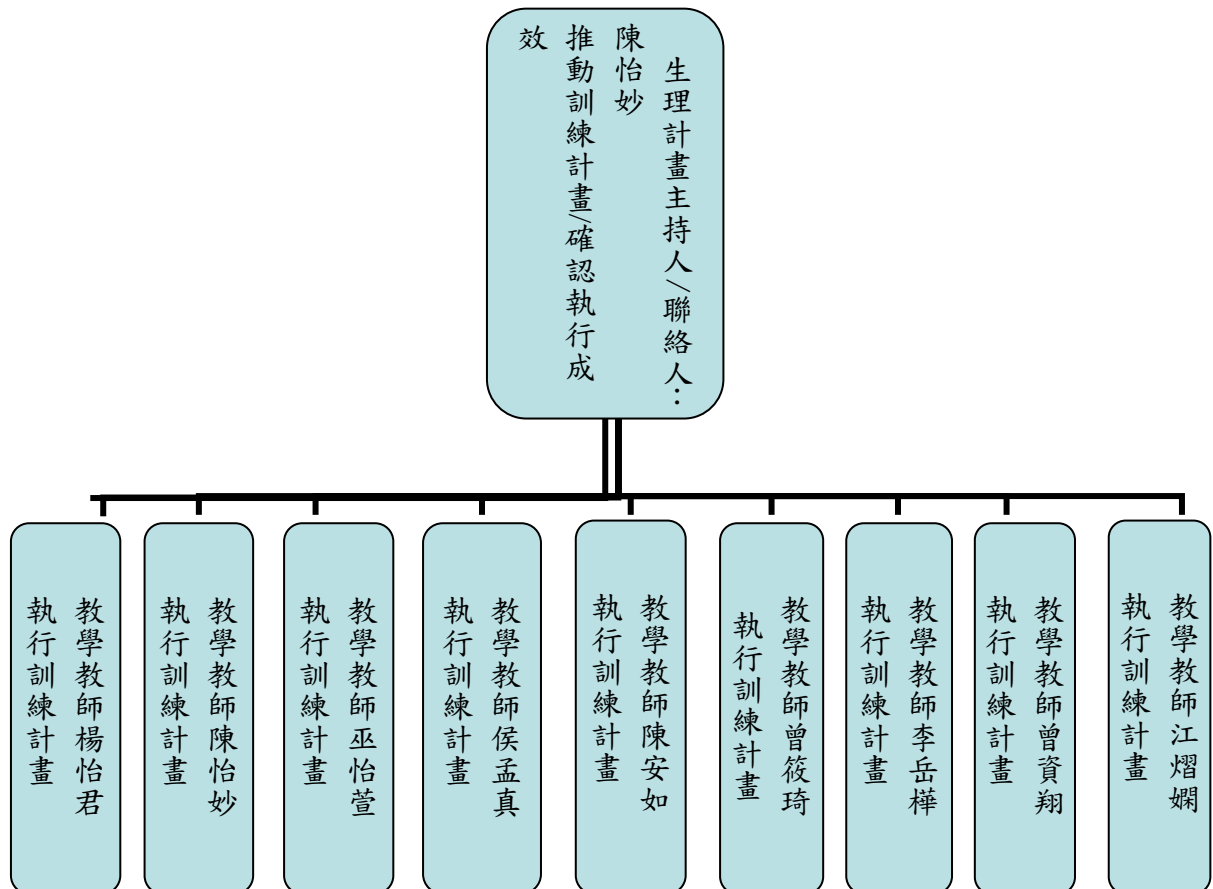 生理計畫主持人/聯絡人:
陳怡妙
推動訓練計畫/確認執行成
效
教學教師楊怡君
執行訓練計畫
教學教師陳怡妙
執行訓練計畫
教學教師巫怡萱
執行訓練計畫
教學教師侯孟真
執行訓練計畫
教學教師陳安如
執行訓練計畫
教學教師曾筱琦
執行訓練計畫
教學教師李岳樺
執行訓練計畫
教學教師曾資翔
執行訓練計畫
教學教師江熠嫻
執行訓練計畫